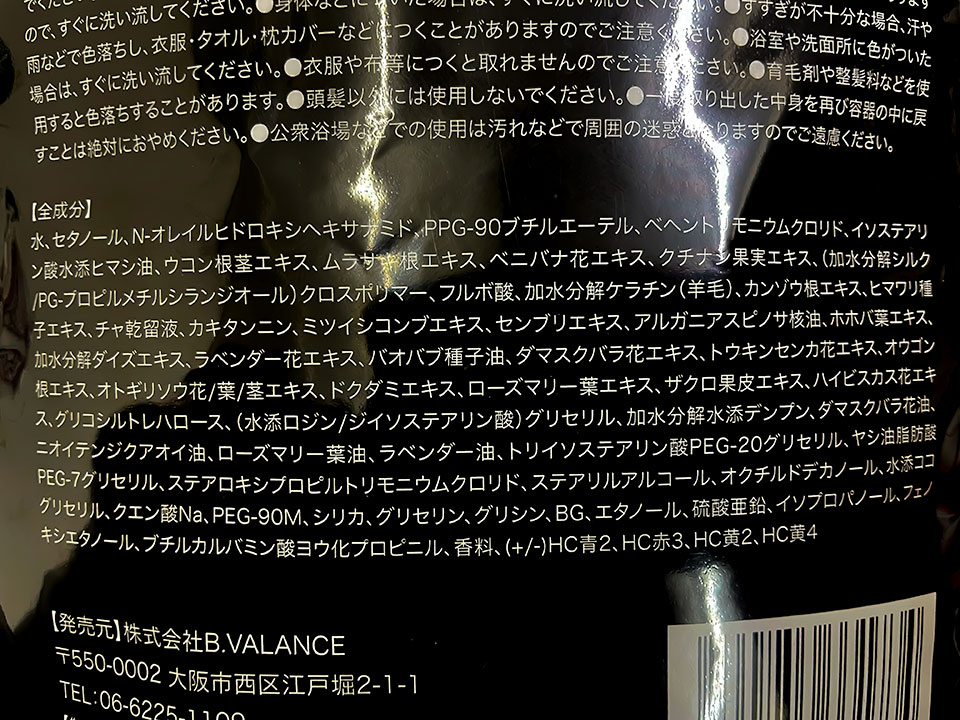 ので、すぐに洗い流してください。●身体などに いた場合は、すぐに洗い流して 。●すすぎが不十分な場合、汗や
雨などで色落ちし、衣服・タオル・枕カバーなどにつくことがありますのでご注意ください。●浴室や洗面所に色がついた
場合は、すぐに洗い流してください。●衣服や布等につくと取れませんのでご注意ください。●育毛剤や整髪料などを使
用すると色落ちすることがあります。●頭髪以外には使用しないでください。●一 取り出した中身を再び容器の中に戻
すことは絶対におやめください。●公衆浴場などでの使用は汚れなどで周囲の迷惑となりますのでご遠慮ください。
【全成分】
水、セタノール、N-オレイルヒドロキシヘキサナミド、PPG-90ブチルエーテル、ベヘント モニウムクロリド、イソステアリ
ン酸水添ヒマシ油、ウコン根茎エキス、ムラサキ根エキス、ベニバナ花エキス、クチナシ果実エキス、(加水分解シルク
/PG-プロピルメチルシランジオール)クロスポリマー、フルボ酸、加水分解ケラチン(羊毛)、カンゾウ根エキス、ヒマワリ種
子エキス、チャ乾留液、カキタンニン、ミツイシコンブエキス、センブリエキス、アルガニアスピノサ核油、ホホバ葉エキス、
加水分解ダイズエキス、ラベンダー花エキス、バオバブ種子油、ダマスクバラ花エキス、トウキンセンカ花エキス、オウゴン
根エキス、オトギリソウ花/葉/茎エキス、ドクダミエキス、ローズマリー葉エキス、ザクロ果皮エキス、ハイビスカス花エキ
ス、グリコシルトレハロース、(水添ロジン/ジイソステアリン酸)グリセリル、加水分解水添デンプン、ダマスクバラ花油、
ニオイテンジクアオイ油、ローズマリー葉油、ラベンダー油、トリイソステアリン酸PEG-20グリセリル、ヤシ油脂肪酸
PEG-7グリセリル、ステアロキシプロピルトリモニウムクロリド、ステアリルアルコール、オクチルドデカノール、水添ココ
グリセリル、クエン酸Na、PEG-90M、シリカ、グリセリン、グリシン、BG、エタノール、硫酸亜鉛、イソプロパノール、フェノ
キシエタノール、ブチルカルバミン酸ヨウ化プロピニル、香料、(+/-)HC青2、HC赤3、HC黄2、HC黄4
【発売元】株式会社B.VALANCE
〒550-0002 大阪市西区江戸堀2-1-1
TEL:06-6225-1109